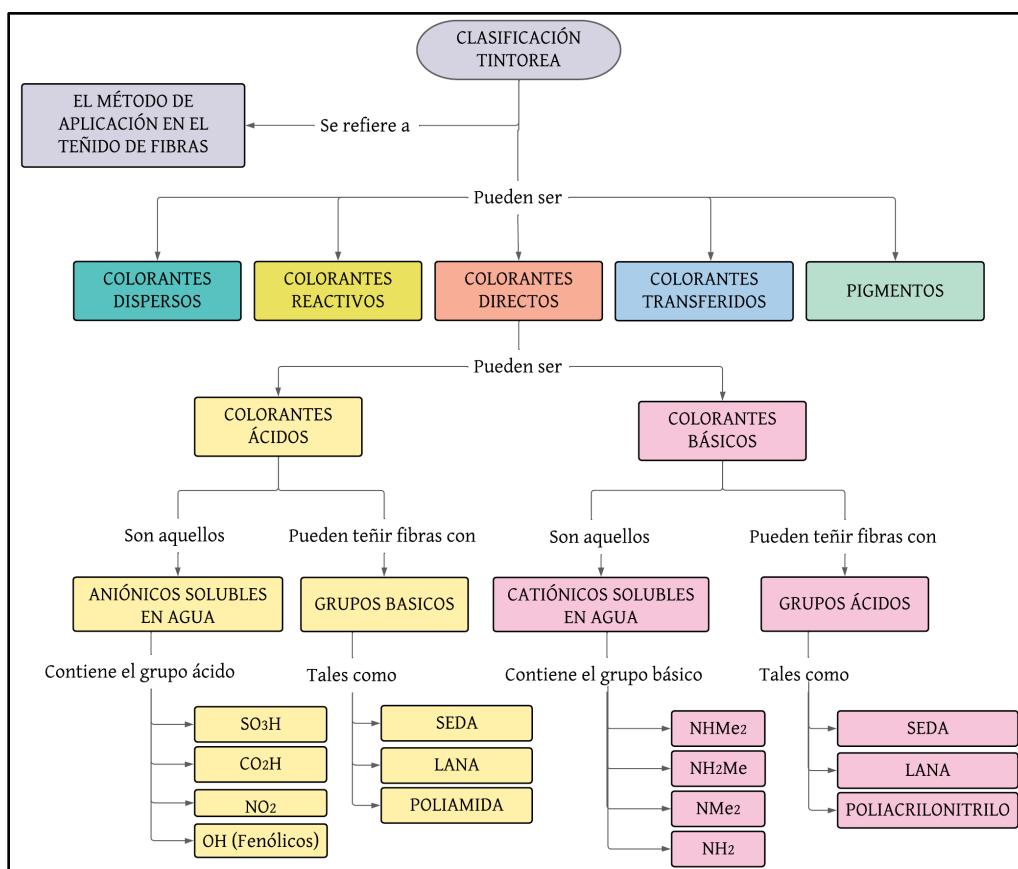 CLASIFICACIÓN
TINTOREA
EL MÉTODO DE
APLICACIÓN EN EL
TEÑIDO DE FIBRAS
Se refiere a
Pueden ser
COLORANTES
DISPERSOS
COLORANTES
REACTIVOS
COLORANTES
DIRECTOS
COLORANTES
TRANSFERIDOS
PIGMENTOS
Pueden ser
COLORANTES
ÁCIDOS
COLORANTES
BÁSICOS
Son aquellos
Pueden teñir fibras con
Son aquellos
Pueden teñir fibras con
ANIÓNICOS SOLUBLES
EN AGUA
GRUPOS BASICOS
CATIÓNICOS SOLUBLES
EN AGUA
GRUPOS ÁCIDOS
Contiene el grupo ácido
Tales como
Contiene el grupo básico
Tales como
SO₃H
CO₂H
NO₂
OH (Fenólicos)
SEDA
LANA
POLIAMIDA
NHMe₂
NH₂Me
NMe₂
NH₂
SEDA
LANA
POLIACRILONITRILO